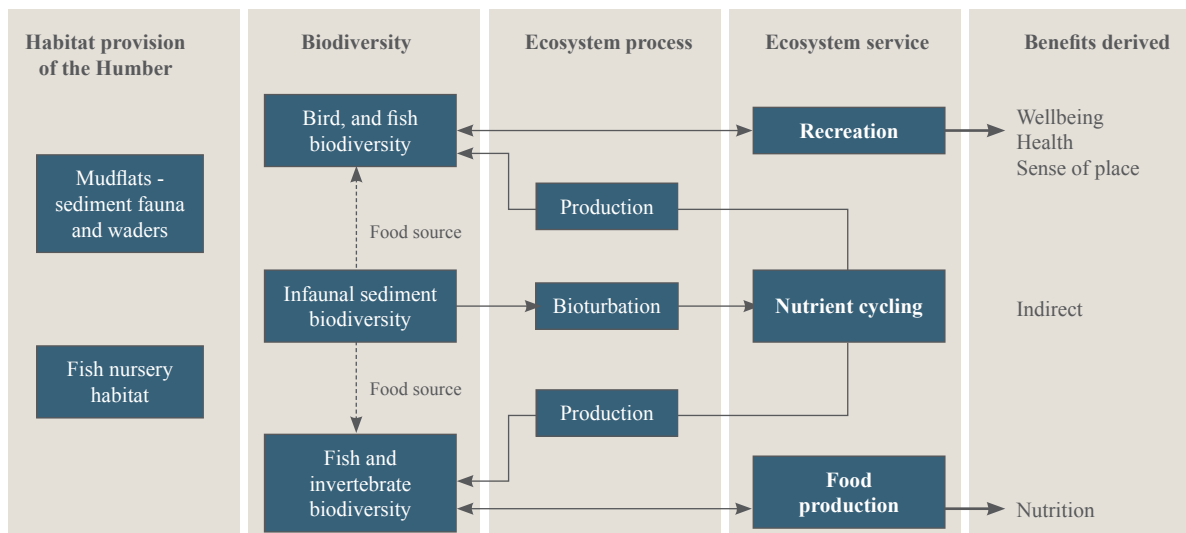 Habitat provision
of the Humber
Biodiversity
Ecosystem process
Ecosystem service
Benefits derived
Mudflats -
sediment fauna
and waders
Fish nursery
habitat
Bird, and fish
biodiversity
Food source
Infaunal sediment
biodiversity
Food source
Fish and
invertebrate
biodiversity
Production
Bioturbation
Production
Recreation
Nutrient cycling
Food
production
Wellbeing
Health
Sense of place
Indirect
Nutrition